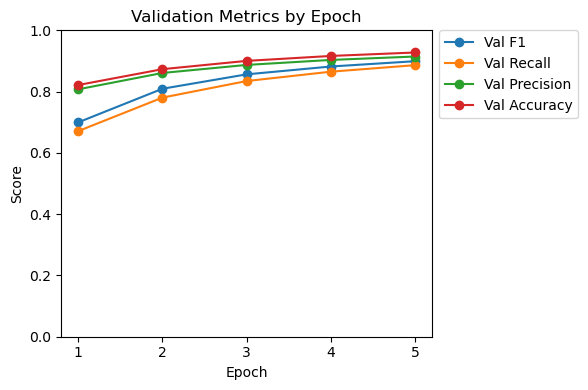 Validation Metrics by Epoch
1.0
0.8
0.6
0.4
0.2
0.0
Score
1 2 3 4 5
Epoch
Val F1
Val Recall
Val Precision
Val Accuracy